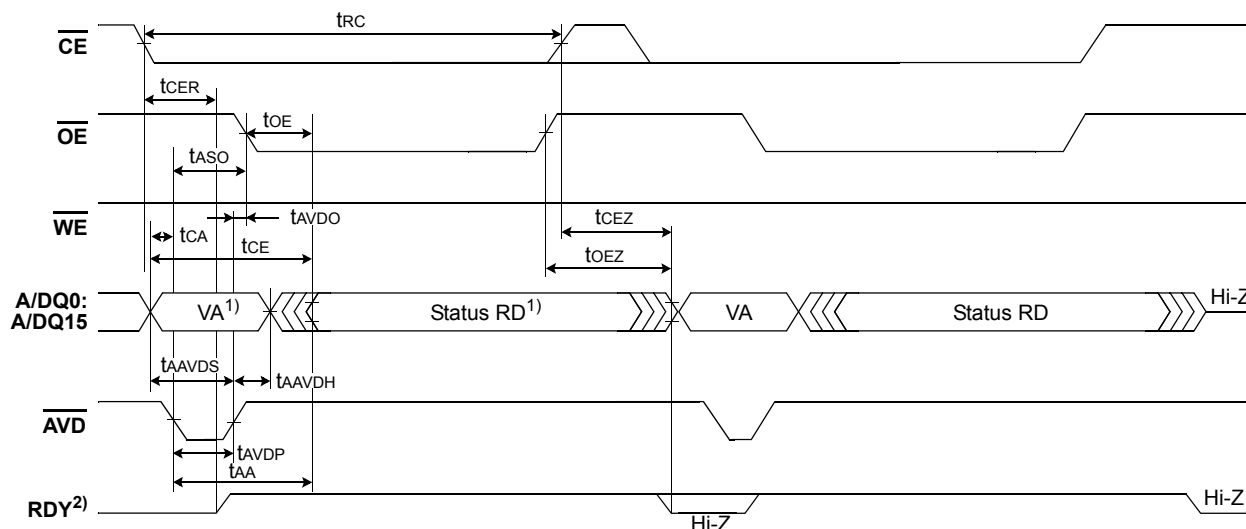 tRC
CE
tCER
tOE
OE
tASO
WE
tAVDO
tCEZ
tCA
tCE
tOEZ
A/DQ0:
A/DQ15
VA1)
Status RD1)
VA
Status RD
Hi-Z
tAAVDS
tAAVDH
AVD
tAVDP
tAA
RDY2)
Hi-Z
Hi-Z